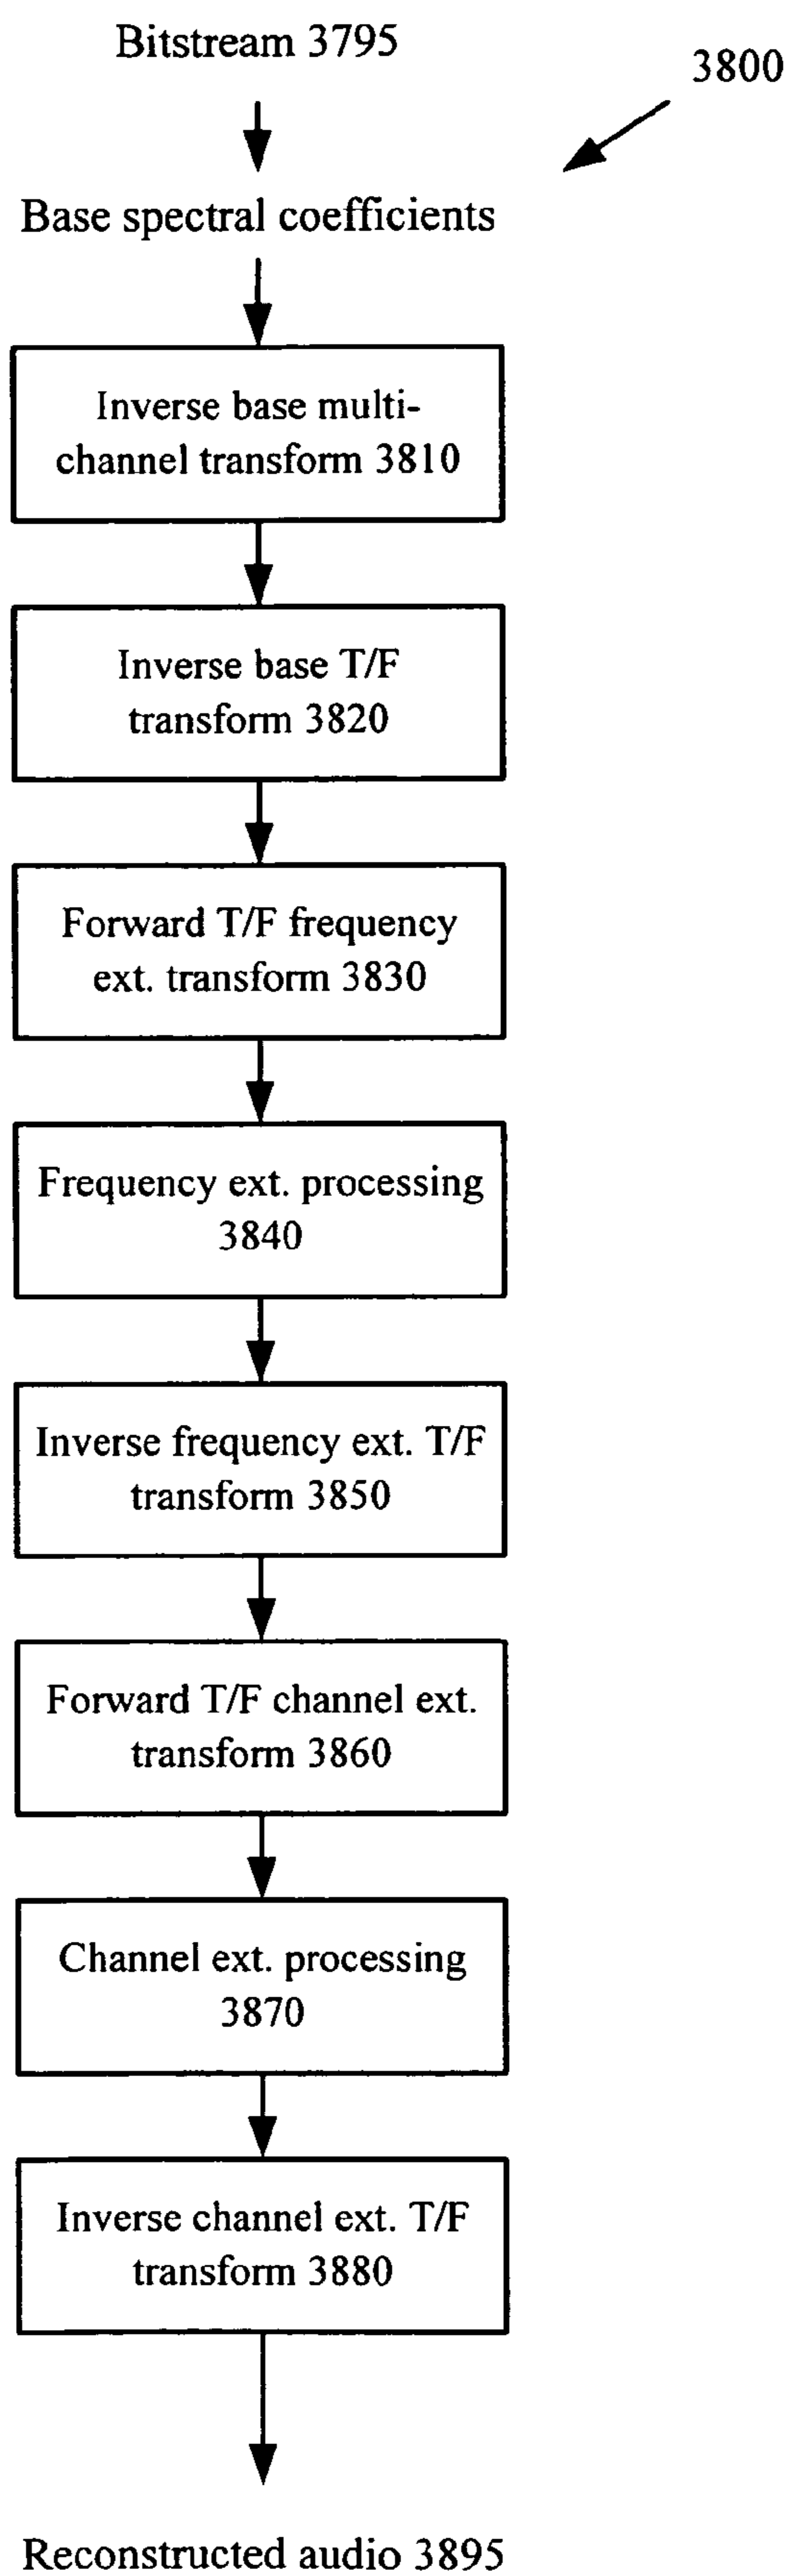 Bitstream 3795
3800
Base spectral coefficients
Inverse base multi-
channel transform 3810
Inverse base T/F
transform 3820
Forward T/F frequency
ext. transform 3830
Frequency ext. processing
3840
Inverse frequency ext. T/F
transform 3850
Forward T/F channel ext.
transform 3860
Channel ext. processing
3870
Inverse channel ext. T/F
transform 3880
Reconstructed audio 3895